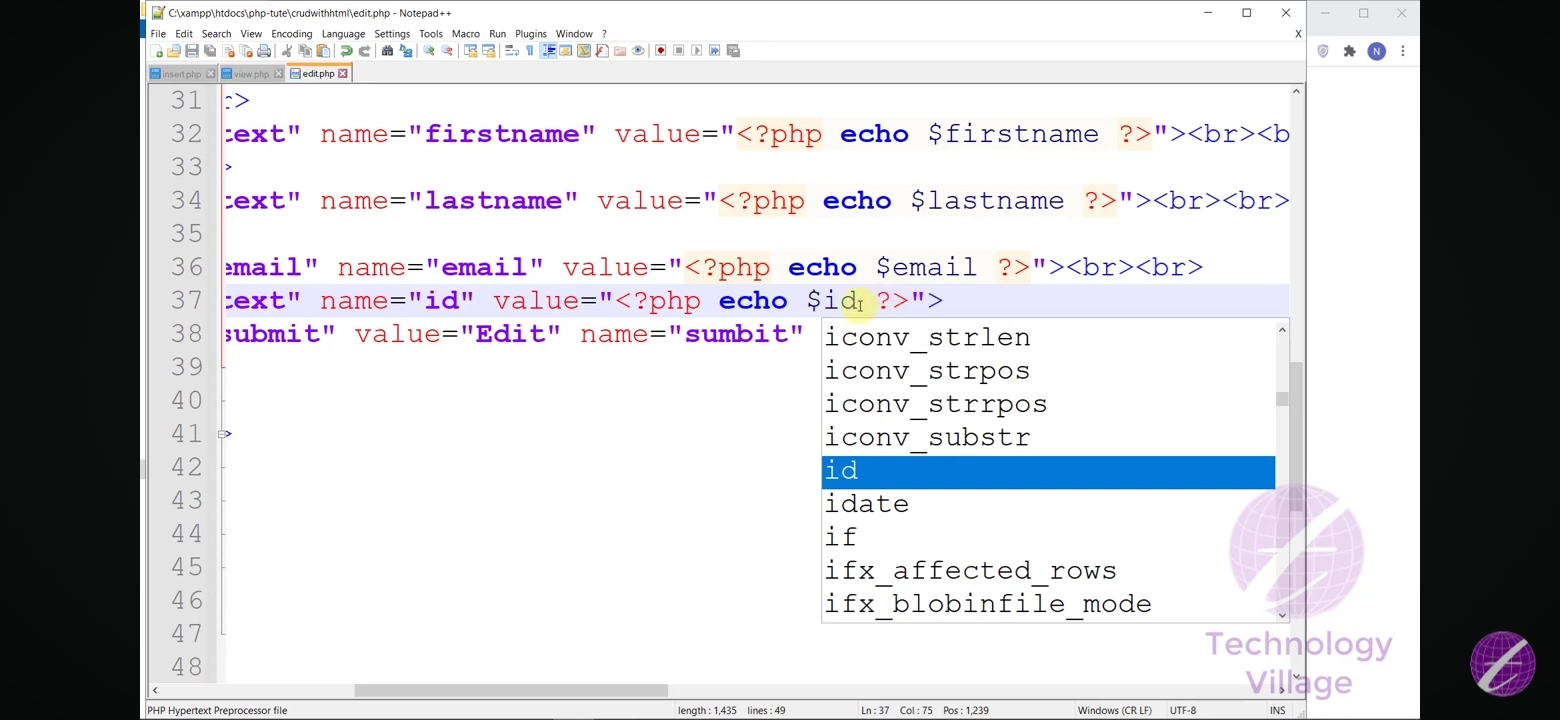 C:\xampp\htdocs\php-tute\crudwithhtml\edit.php - Notepad++
File Edit Search View Encoding Language Settings Tools Macro Run Plugins Window ? X
N
insert.php view.php edit.php
31 r>
32 text" name="firstname" value="<?php echo $firstname ?>"><br><b
33 >
34 text" name="lastname" value="<?php echo $lastname ?>"><br><br>
35
36 email" name="email" value="<?php echo $email ?>"><br><br>
37 text" name="id" value="<?php echo $id ?>">
38 submit" value="Edit" name="sumbit"
39
40
41 >
42
43
44
45
46
47
48
iconv_strlen
iconv_strpos
iconv_strrpos
iconv_substr
id
idate
if
ifx_affected_rows
ifx_blobinfile_mode
Technology
Village
PHP Hypertext Preprocessor file length : 1,435 lines : 49 Ln : 37 Col : 75 Pos : 1,239 Windows (CR LF) UTF-8 INS